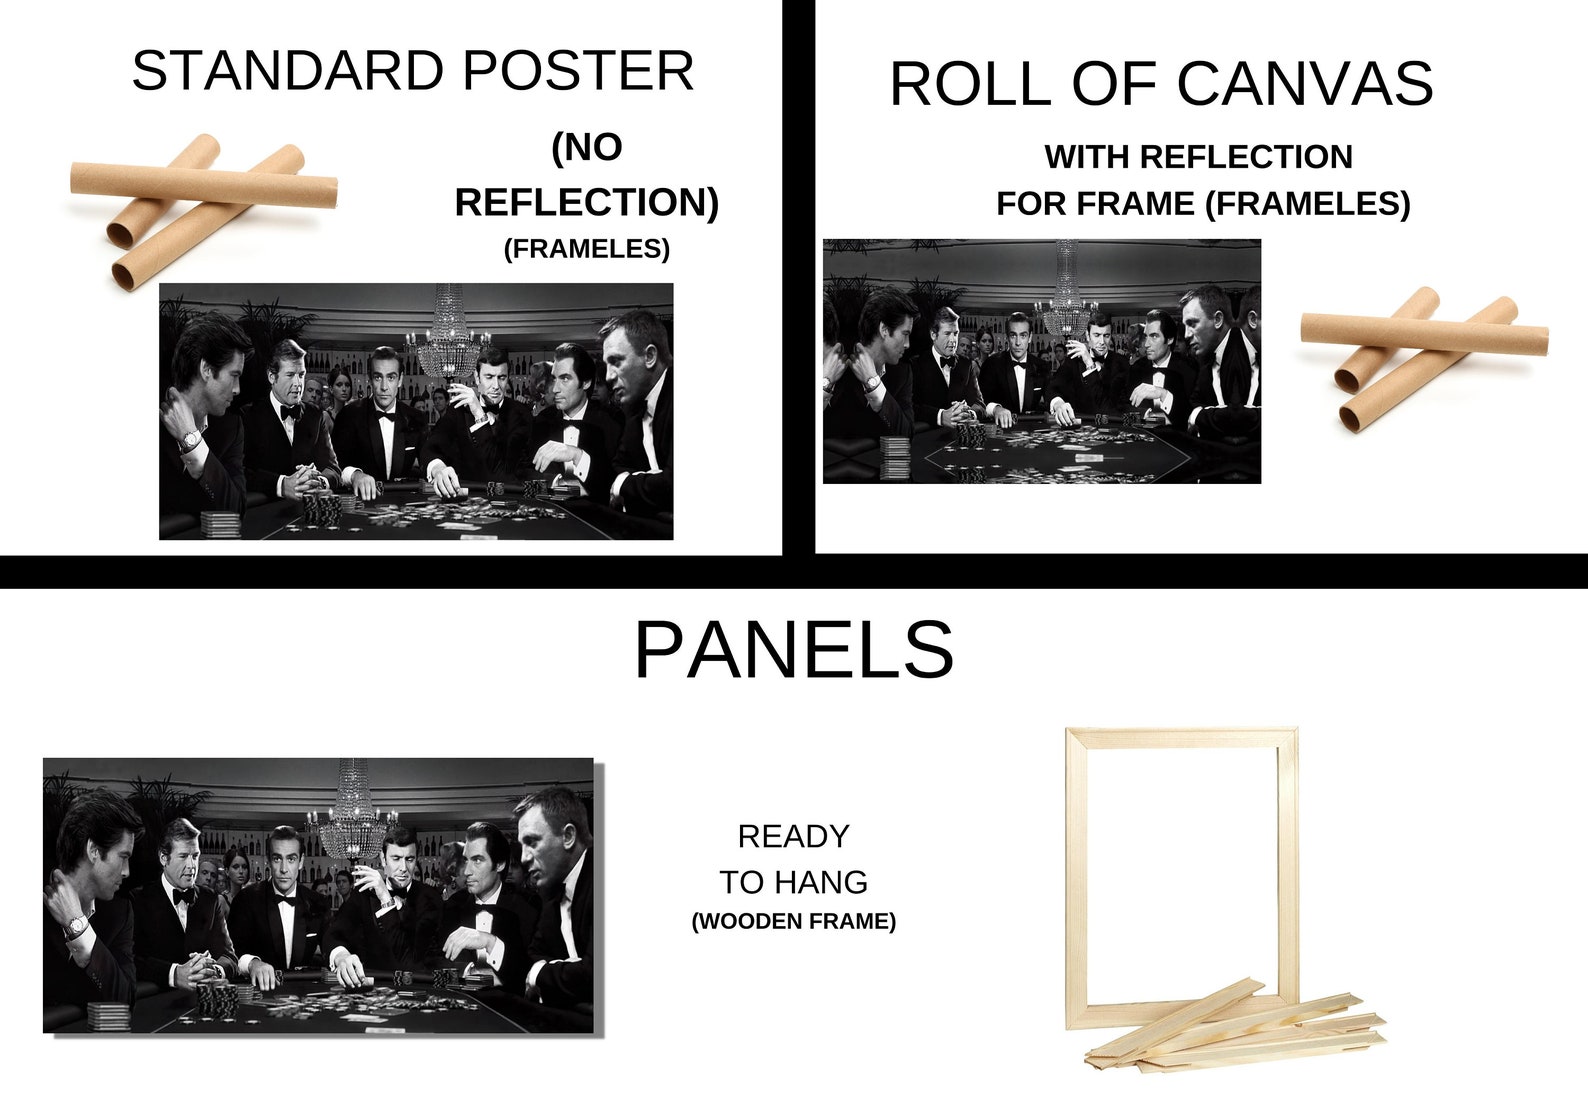 STANDARD POSTER
(NO
REFLECTION)
(FRAMELES)
ROLL OF CANVAS
WITH REFLECTION
FOR FRAME (FRAMELES)
PANELS
READY
TO HANG
(WOODEN FRAME)